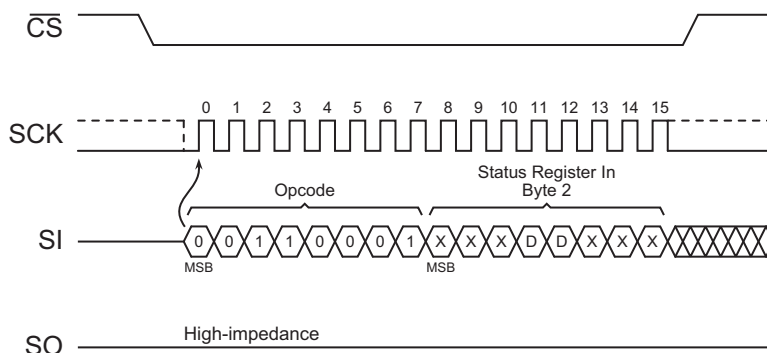 CS
0 1 2 3 4 5 6 7 8 9 10 11 12 13 14 15
SCK
Opcode
Status Register In
Byte 2
SI
0 0 1 1 0 0 0 1 X X X D D X X X
MSB MSB
High-impedance
SO